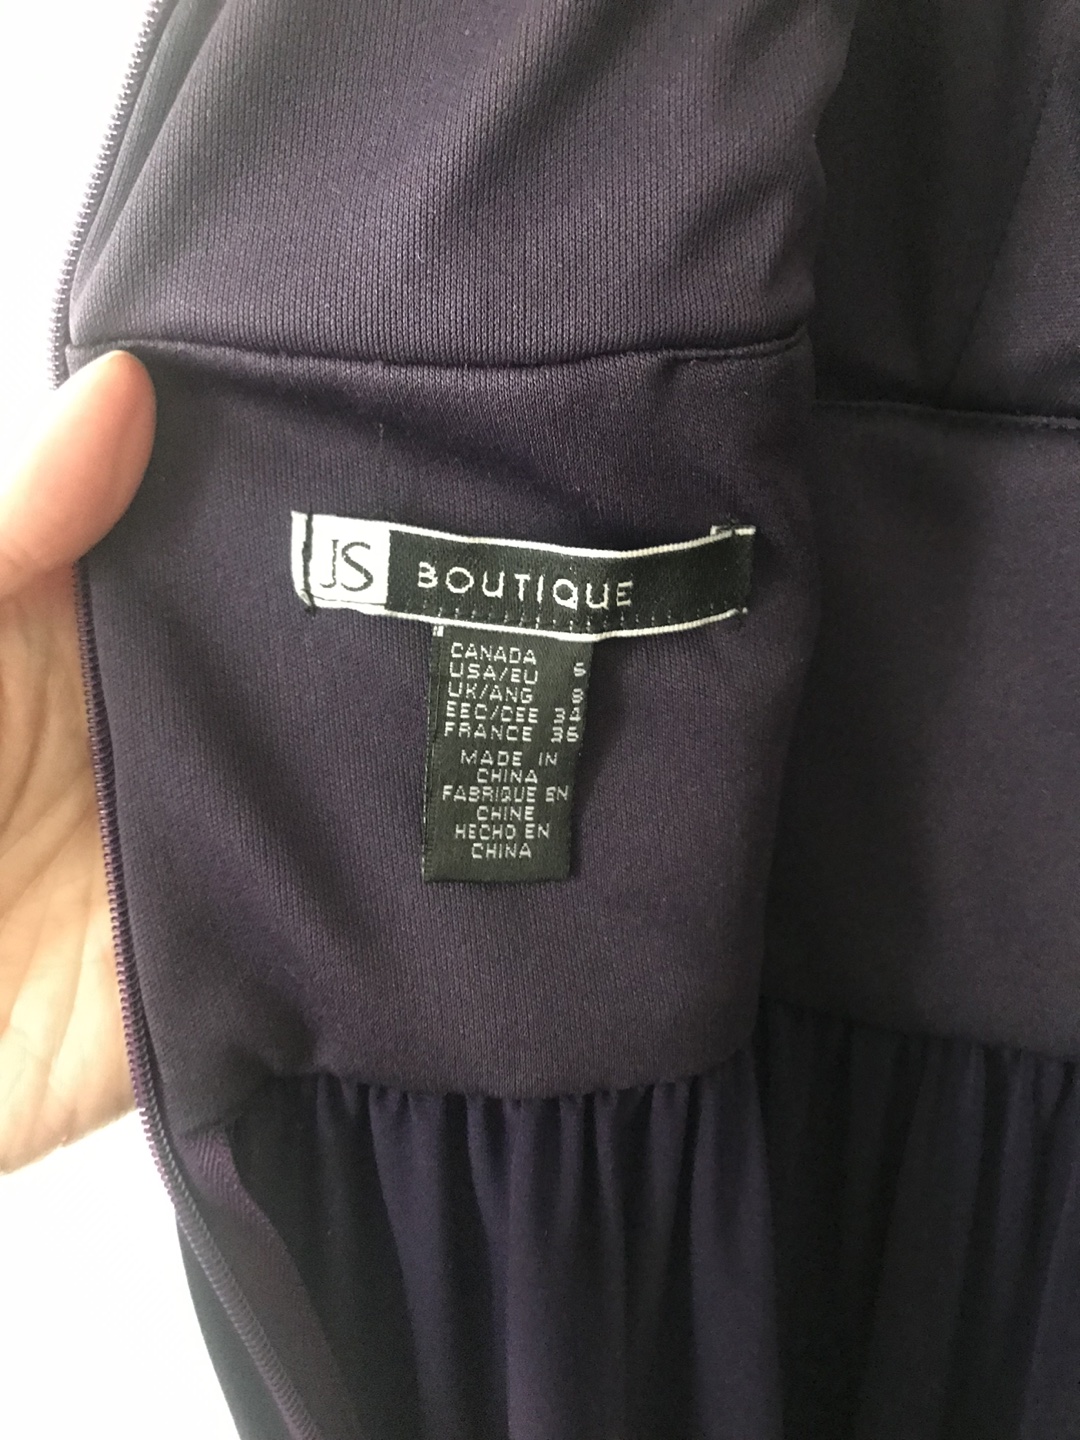 JS BOUTIQUE
CANADA
USA/EU 6
UK/ANG 8
EEC/CEE 34
FRANCE 36
MADE IN
CHINA
FABRIQUE EN
CHINE
HECHO EN
CHINA